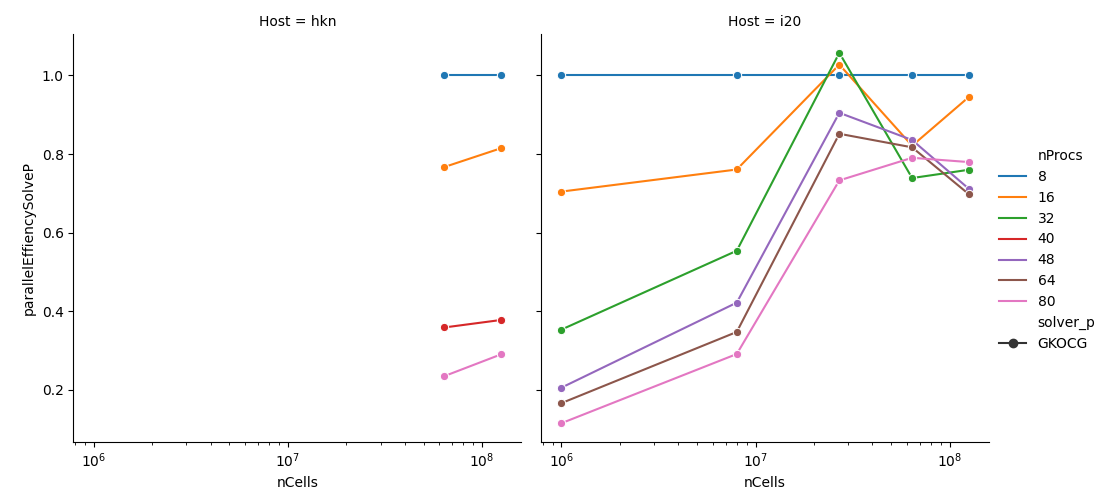 Host = hkn
Host = i20
parallelEffiencySolveP
1.0
0.8
0.6
0.4
0.2
10^6
10^7
10^8
nCells
10^6
10^7
10^8
nCells
nProcs
8
16
32
40
48
64
80
solver_p
GKOCG